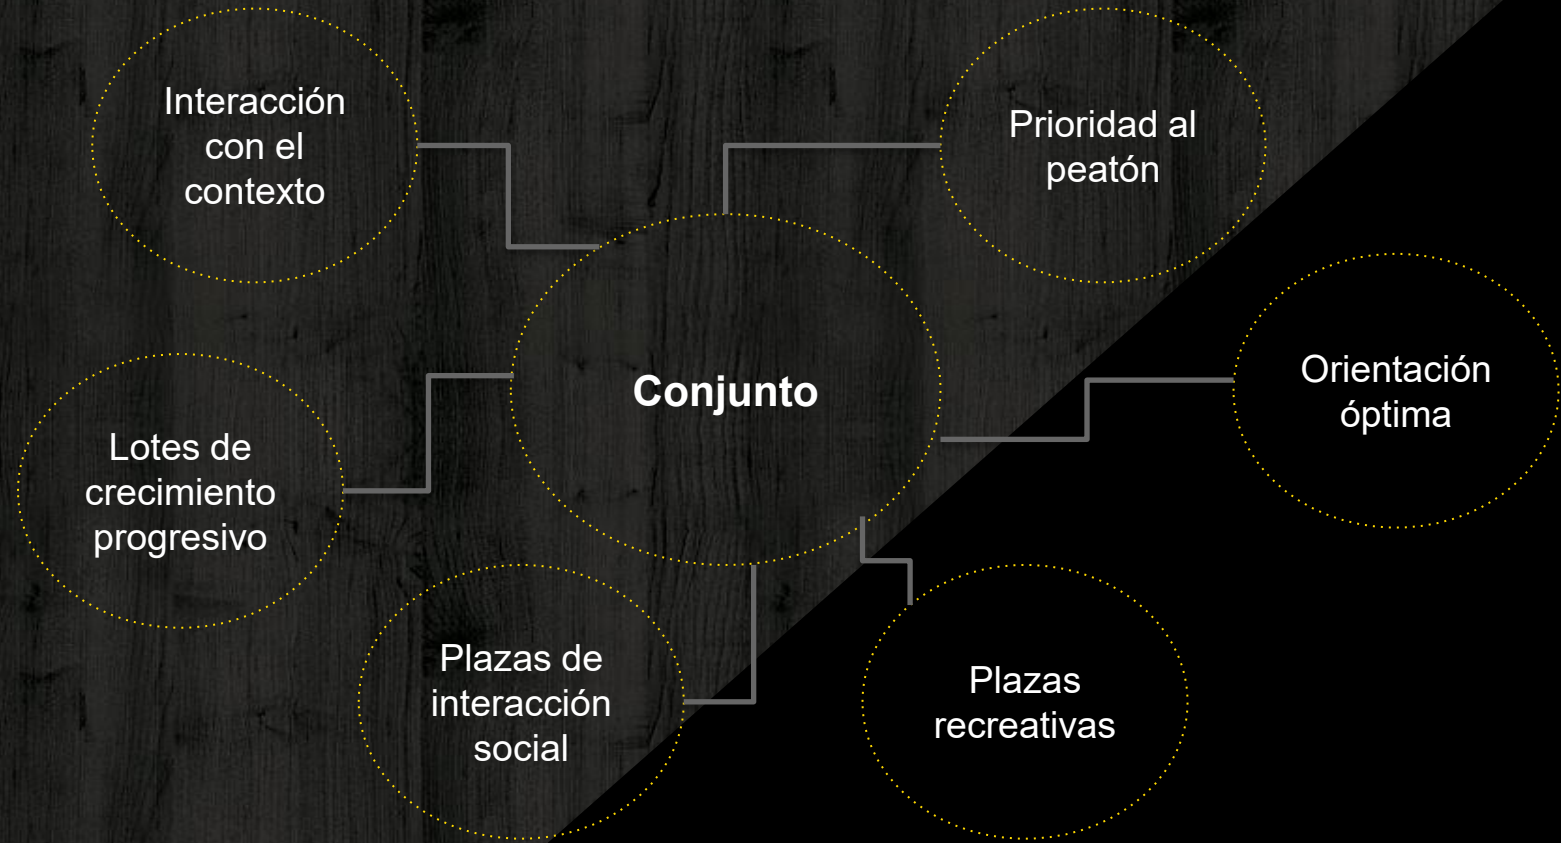 Interacción
con el
contexto
Prioridad al
peatón
Conjunto
Orientación
óptima
Lotes de
crecimiento
progresivo
Plazas de
interacción
social
Plazas
recreativas